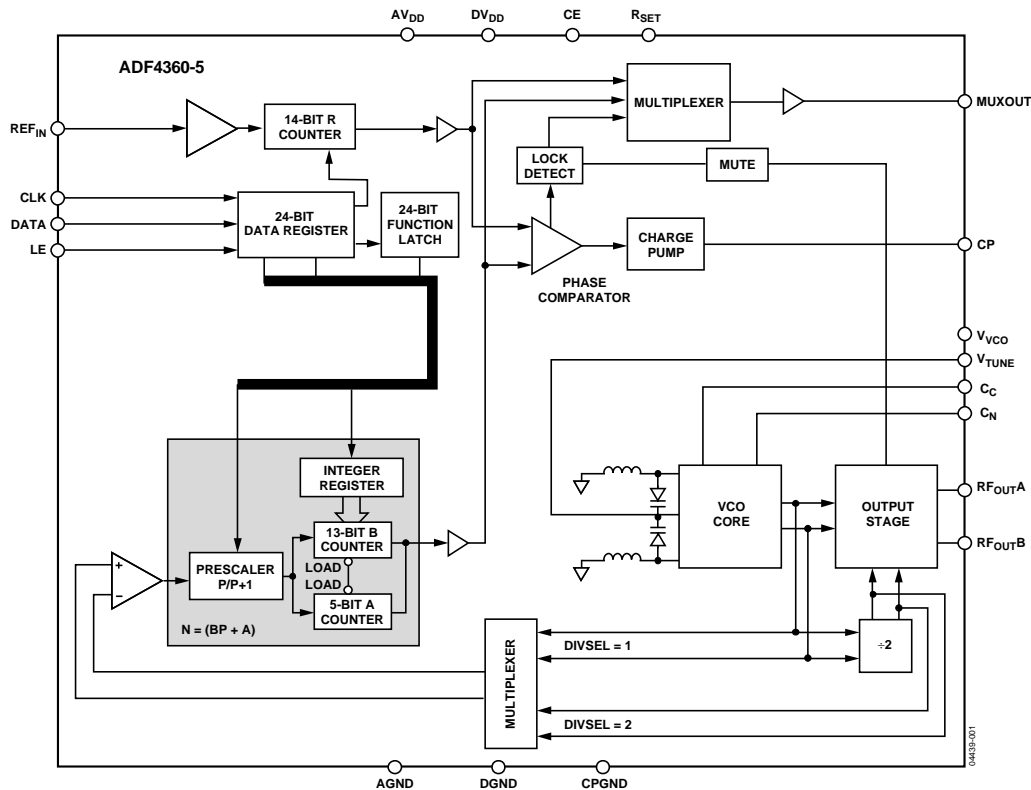 AVDD
DVDD
CE
RSET
ADF4360-5
MULTIPLEXER
MUXOUT
REFIN
14-BIT R
COUNTER
LOCK
DETECT
MUTE
CLK
DATA
LE
24-BIT
DATA REGISTER
24-BIT
FUNCTION
LATCH
CHARGE
PUMP
CP
PHASE
COMPARATOR
VVCO
VTUNE
CC
CN
INTEGER
REGISTER
VCO
CORE
OUTPUT
STAGE
RFOUTA
RFOUTB
13-BIT B
COUNTER
+
−
PRESCALER
P/P+1
LOAD
LOAD
5-BIT A
COUNTER
N = (BP + A)
MULTIPLEXER
DIVSEL = 1
÷2
DIVSEL = 2
04439-001
AGND
DGND
CPGND